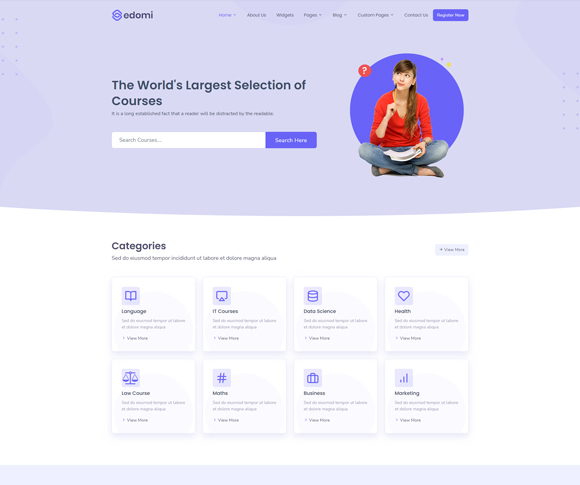 edomi
Home
About Us
Widgets
Pages
Blog
Custom Pages
Contact Us
Register Now
?
The World's Largest Selection of
Courses
It is a long established fact that a reader will be distracted by the readable.
Search Courses...
Search Here
Categories
Sed do eiusmod tempor incididunt ut labore et dolore magna aliqua
+ View More
Language
Sed do eiusmod tempor ut labore
et dolore magna aliqua
View More
IT Courses
Sed do eiusmod tempor ut labore
et dolore magna aliqua
View More
Data Science
Sed do eiusmod tempor ut labore
et dolore magna aliqua
View More
Health
Sed do eiusmod tempor ut labore
et dolore magna aliqua
View More
Law Course
Sed do eiusmod tempor ut labore
et dolore magna aliqua
View More
Maths
Sed do eiusmod tempor ut labore
et dolore magna aliqua
View More
Business
Sed do eiusmod tempor ut labore
et dolore magna aliqua
View More
Marketing
Sed do eiusmod tempor ut labore
et dolore magna aliqua
View More